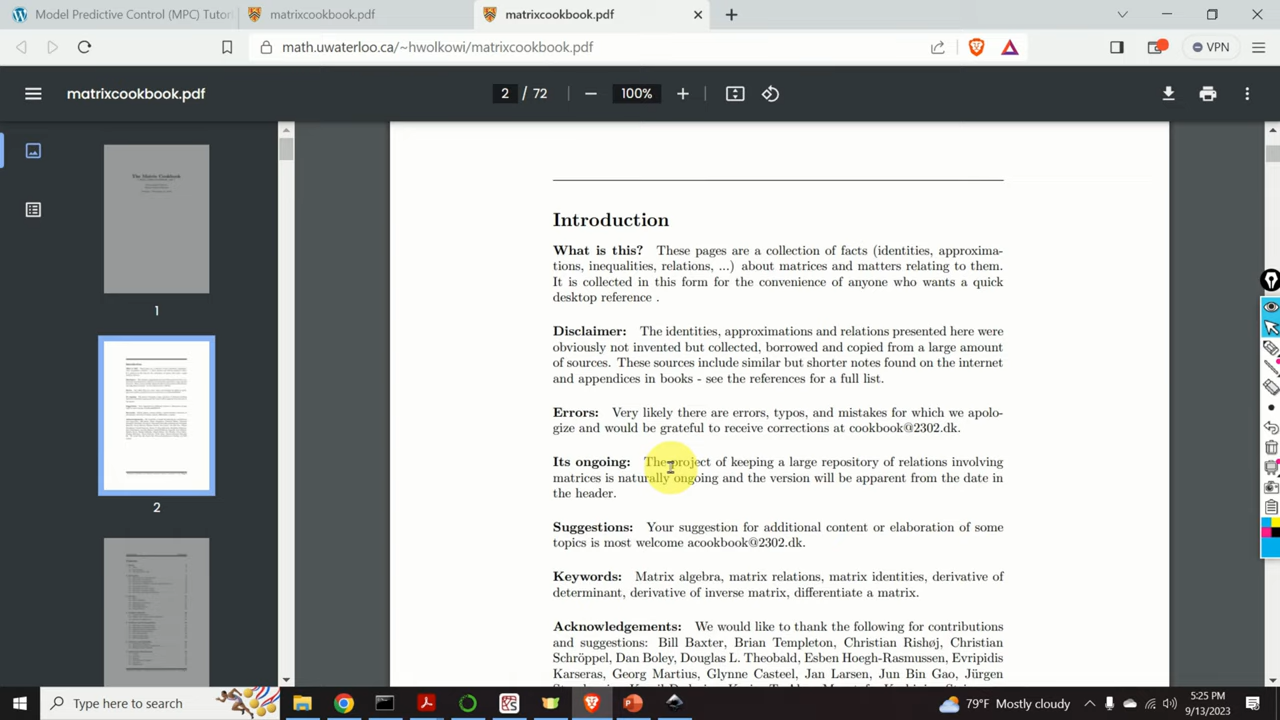 Model Predictive Control (MPC) Tutor
matrixcookbook.pdf
matrixcookbook.pdf
math.uwaterloo.ca/~hwolkowi/matrixcookbook.pdf
VPN
matrixcookbook.pdf
2 / 72
100%
The Matrix Cookbook
1
2
Introduction
What is this? These pages are a collection of facts (identities, approxima-
tions, inequalities, relations, ...) about matrices and matters relating to them.
It is collected in this form for the convenience of anyone who wants a quick
desktop reference .
Disclaimer: The identities, approximations and relations presented here were
obviously not invented but collected, borrowed and copied from a large amount
of sources. These sources include similar but shorter notes found on the internet
and appendices in books - see the references for a full list.
Errors: Very likely there are errors, typos, and mistakes for which we apolo-
gize and would be grateful to receive corrections at cookbook@2302.dk.
Its ongoing: The project of keeping a large repository of relations involving
matrices is naturally ongoing and the version will be apparent from the date in
the header.
Suggestions: Your suggestion for additional content or elaboration of some
topics is most welcome acookbook@2302.dk.
Keywords: Matrix algebra, matrix relations, matrix identities, derivative of
determinant, derivative of inverse matrix, differentiate a matrix.
Acknowledgements: We would like to thank the following for contributions
and suggestions: Bill Baxter, Brian Templeton, Christian Rishøj, Christian
Schröppel, Dan Boley, Douglas L. Theobald, Esben Hoegh-Rasmussen, Evripidis
Karseras, Georg Martius, Glynne Casteel, Jan Larsen, Jun Bin Gao, Jürgen
Type here to search
79°F Mostly cloudy
5:25 PM
9/13/2023